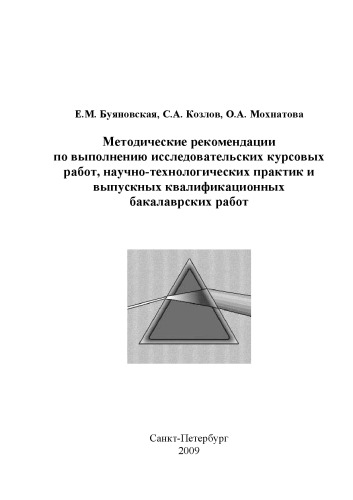 Е.М. Буяновская, С.А. Козлов, О.А. Мохнатова
Методические рекомендации
по выполнению исследовательских курсовых
работ, научно-технологических практик и
выпускных квалификационных
бакалаврских работ
Санкт-Петербург
2009